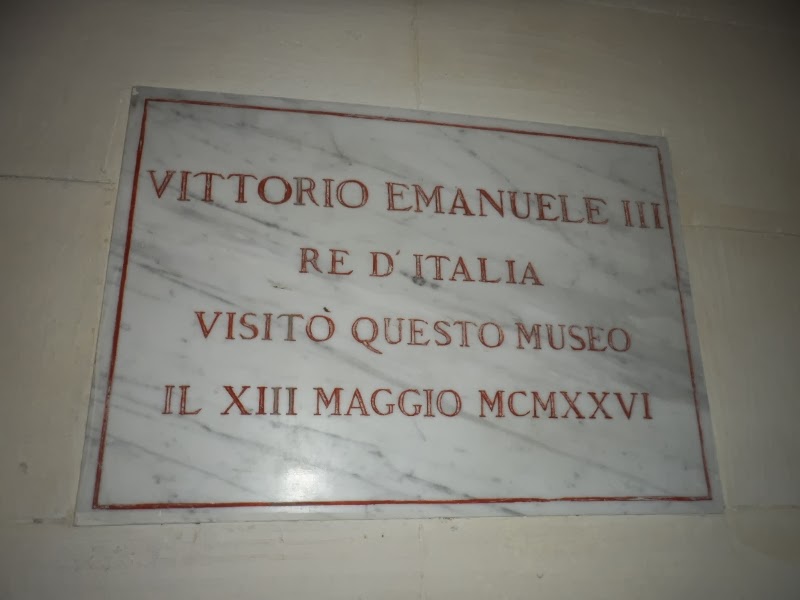 VITTORIO EMANUELE III
RE D'ITALIA
VISITÒ QUESTO MUSEO
IL XIII MAGGIO MCMXXVI